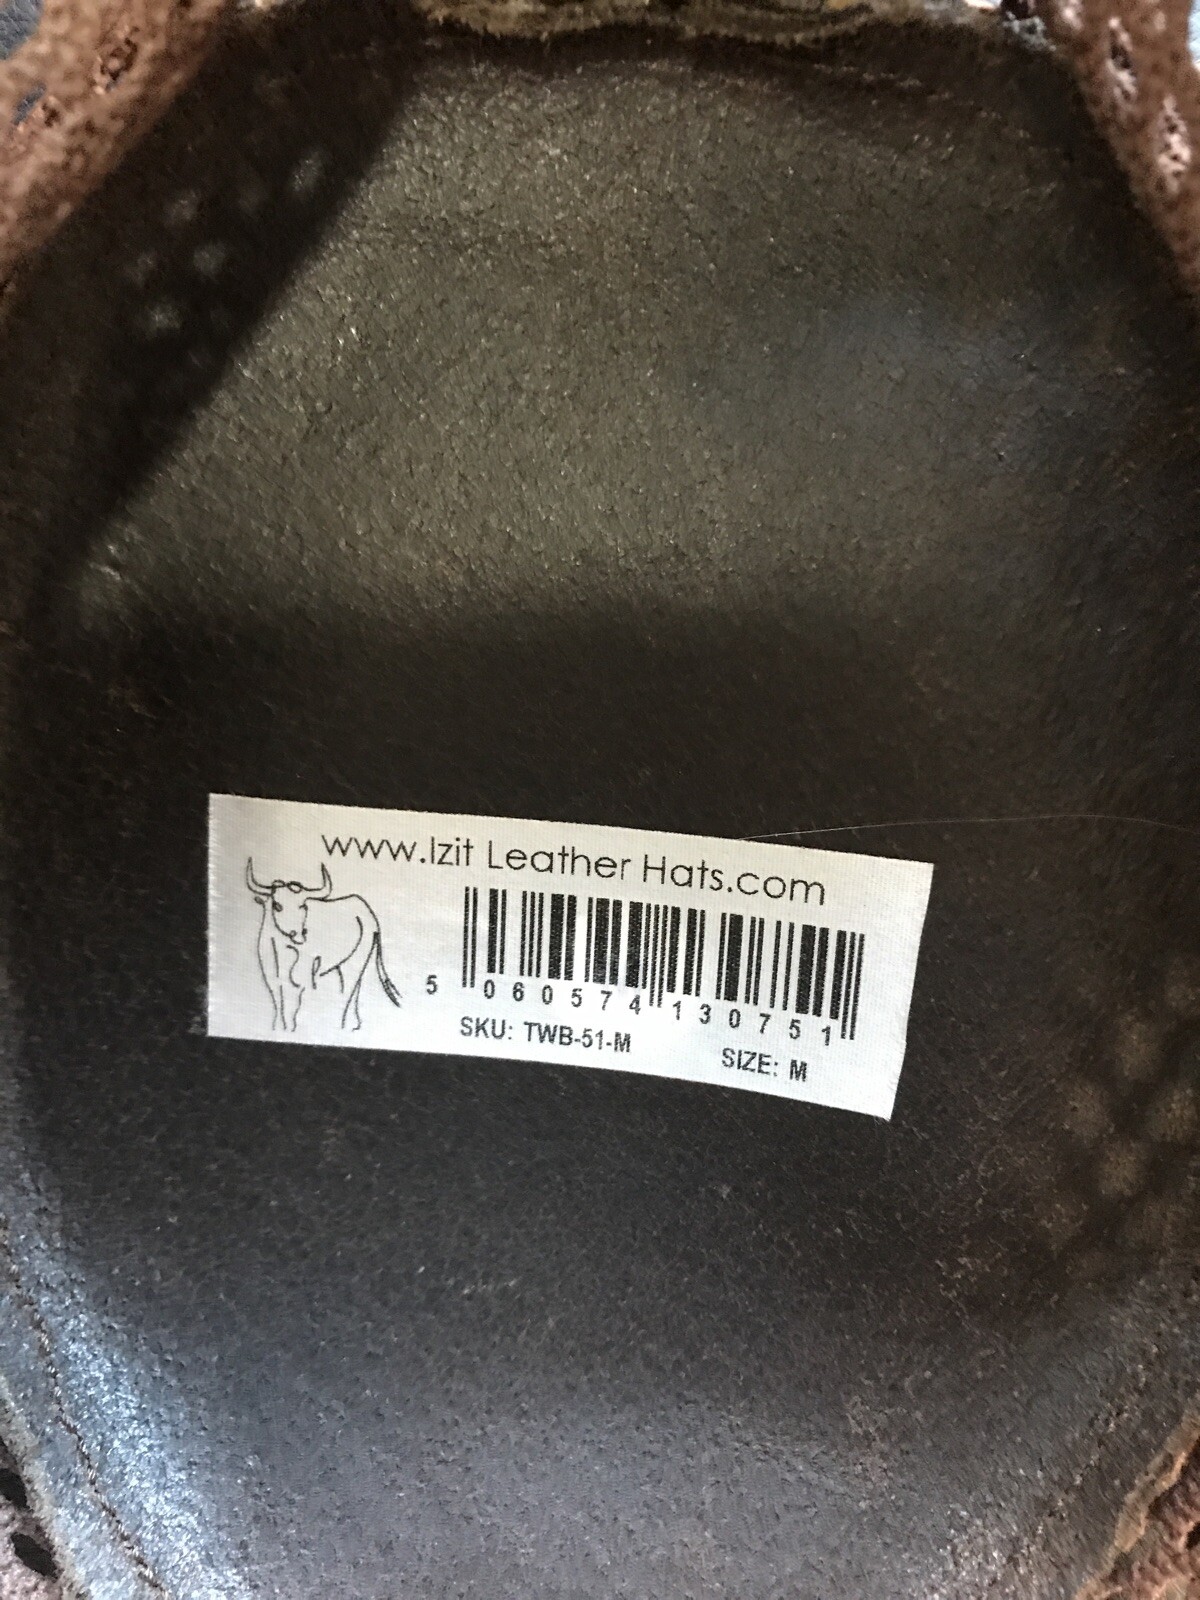 www.Izit Leather Hats.com
5 060574 130751
SKU: TWB-51-M SIZE: M